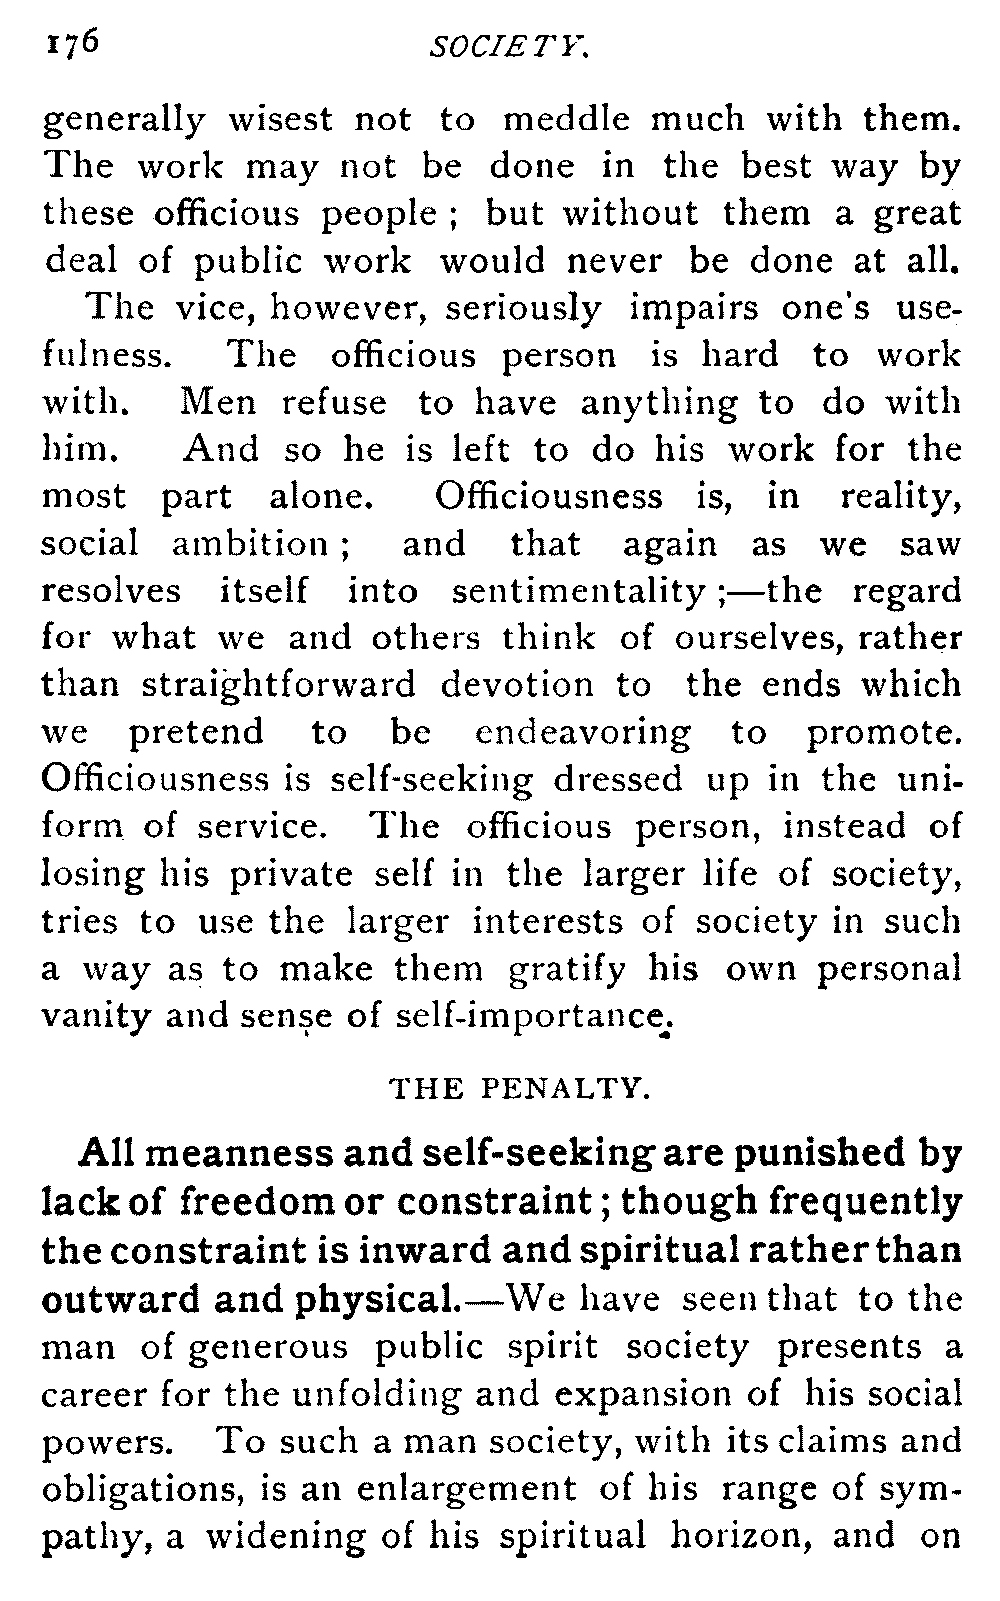 176 SOCIETY.
generally wisest not to meddle much with them.
The work may not be done in the best way by
these officious people ; but without them a great
deal of public work would never be done at all.
The vice, however, seriously impairs one's use-
fulness. The officious person is hard to work
with. Men refuse to have anything to do with
him. And so he is left to do his work for the
most part alone. Officiousness is, in reality,
social ambition ; and that again as we saw
resolves itself into sentimentality ;—the regard
for what we and others think of ourselves, rather
than straightforward devotion to the ends which
we pretend to be endeavoring to promote.
Officiousness is self-seeking dressed up in the uni-
form of service. The officious person, instead of
losing his private self in the larger life of society,
tries to use the larger interests of society in such
a way as to make them gratify his own personal
vanity and sense of self-importance.
THE PENALTY.
All meanness and self-seeking are punished by
lack of freedom or constraint ; though frequently
the constraint is inward and spiritual rather than
outward and physical.—We have seen that to the
man of generous public spirit society presents a
career for the unfolding and expansion of his social
powers. To such a man society, with its claims and
obligations, is an enlargement of his range of sym-
pathy, a widening of his spiritual horizon, and on